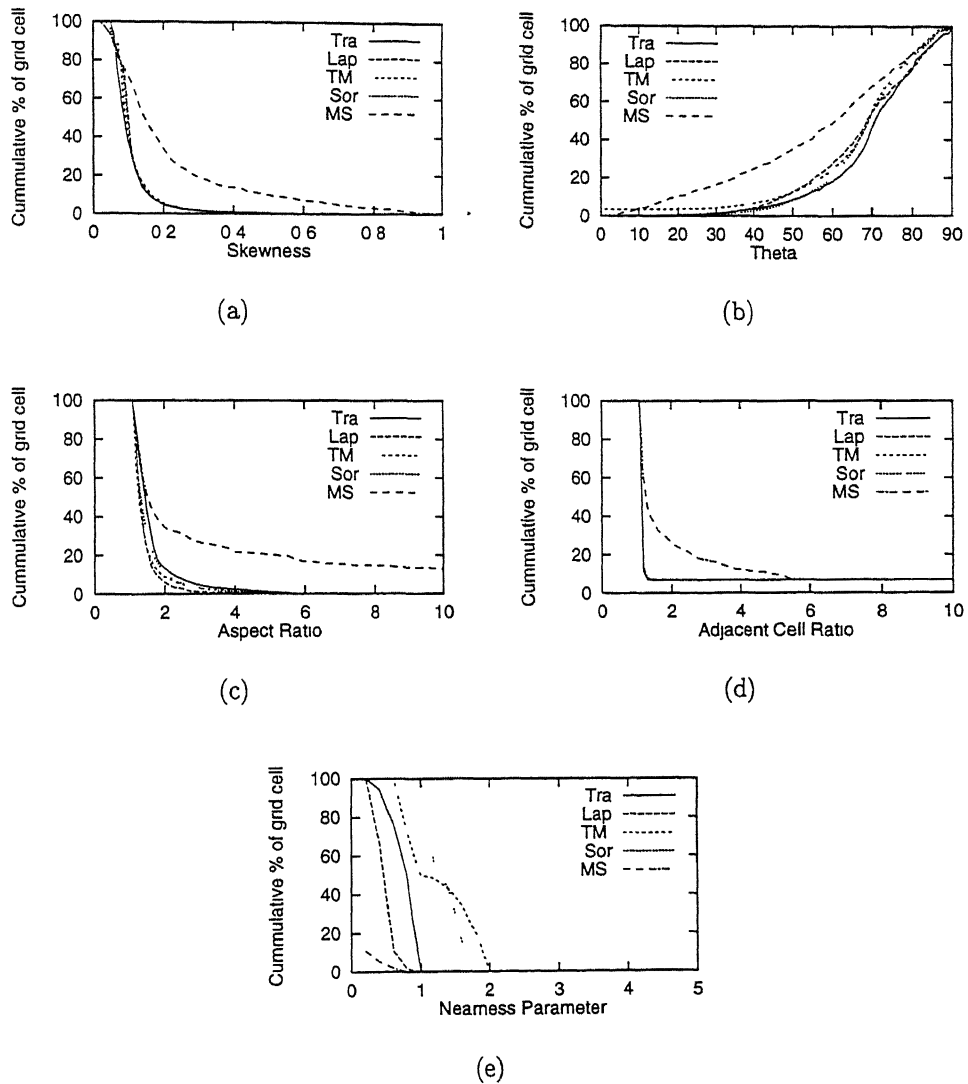 Cummulative % of grid cell
100
80
60
40
20
0
Tra
Lap
TM
Sor
MS
0 0 2 0 4 0 6 0 8 1
Skewness
(a)
Cummulative % of grid cell
100
80
60
40
20
0
Tra
Lap
TM
Sor
MS
0 10 20 30 40 50 60 70 80 90
Theta
(b)
Cummulative % of grid cell
100
80
60
40
20
0
Tra
Lap
TM
Sor
MS
0 2 4 6 8 10
Aspect Ratio
(c)
Cummulative % of grid cell
100
80
60
40
20
0
Tra
Lap
TM
Sor
MS
0 2 4 6 8 10
Adjacent Cell Ratio
(d)
Cummulative % of grid cell
100
80
60
40
20
0
Tra
Lap
TM
Sor
MS
0 1 2 3 4 5
Nearness Parameter
(e)